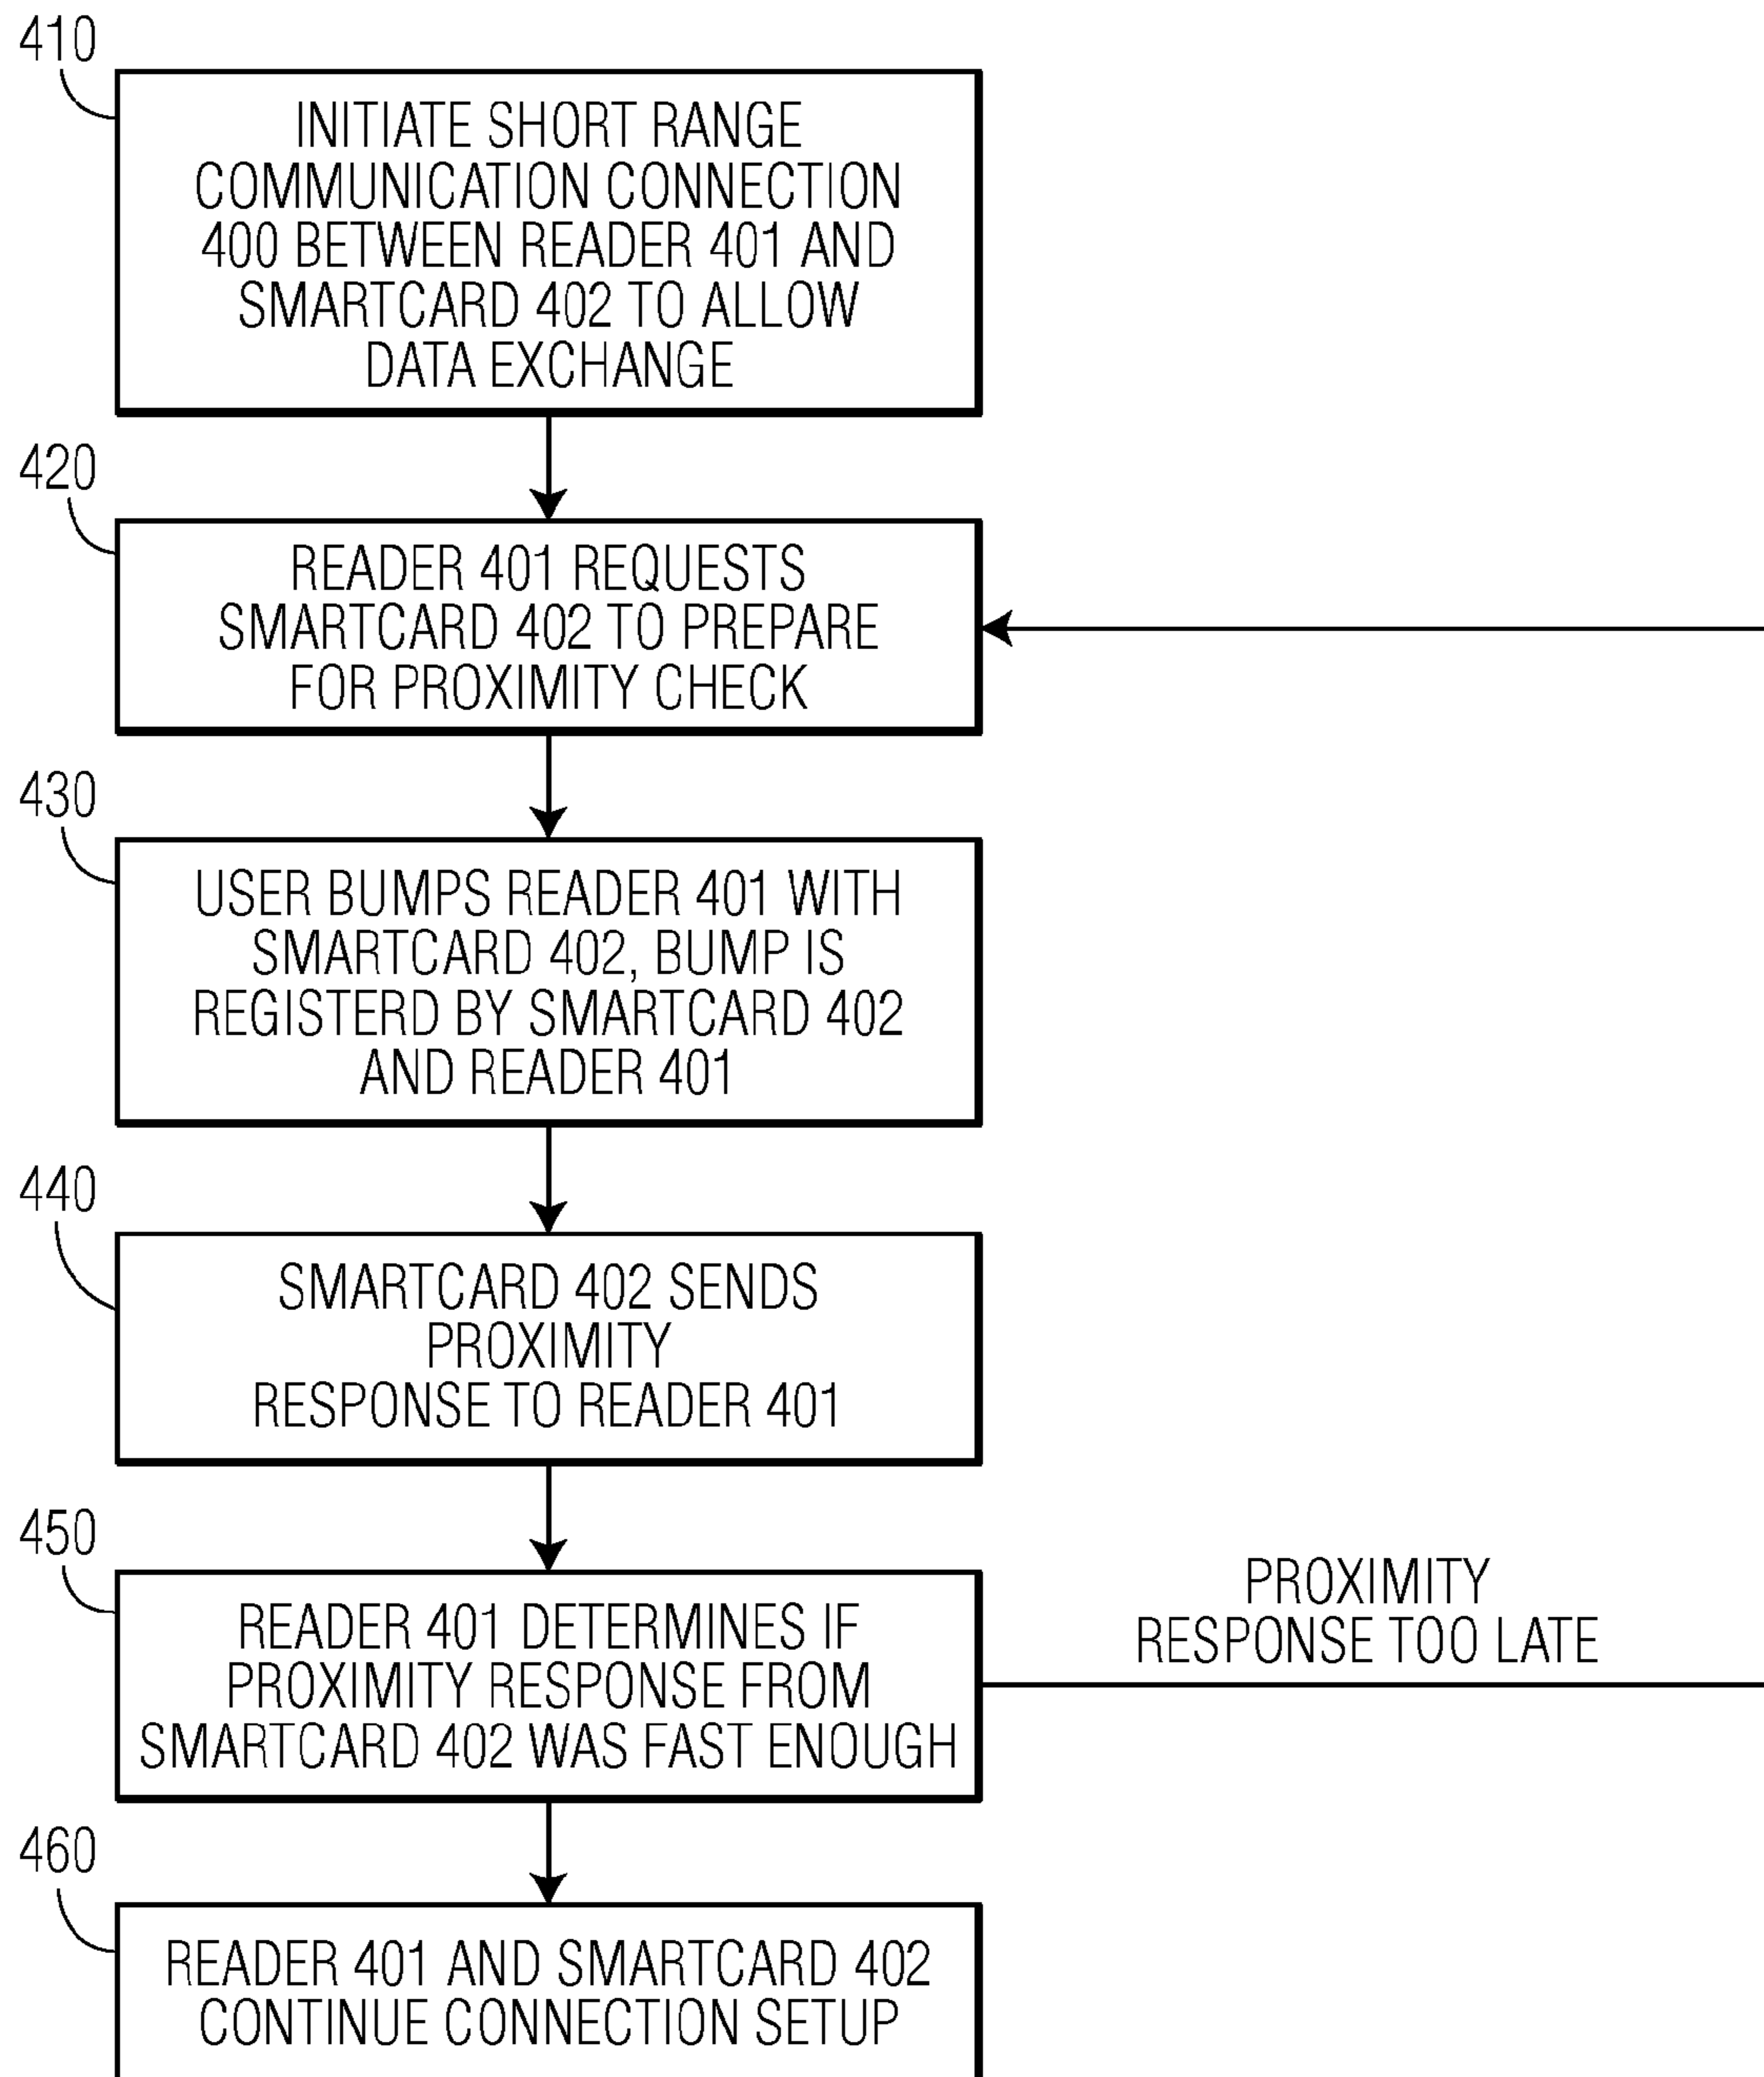 410
INITIATE SHORT RANGE
COMMUNICATION CONNECTION
400 BETWEEN READER 401 AND
SMARTCARD 402 TO ALLOW
DATA EXCHANGE
420
READER 401 REQUESTS
SMARTCARD 402 TO PREPARE
FOR PROXIMITY CHECK
430
USER BUMPS READER 401 WITH
SMARTCARD 402, BUMP IS
REGISTERD BY SMARTCARD 402
AND READER 401
440
SMARTCARD 402 SENDS
PROXIMITY
RESPONSE TO READER 401
450
READER 401 DETERMINES IF
PROXIMITY RESPONSE FROM
SMARTCARD 402 WAS FAST ENOUGH
PROXIMITY
RESPONSE TOO LATE
460
READER 401 AND SMARTCARD 402
CONTINUE CONNECTION SETUP